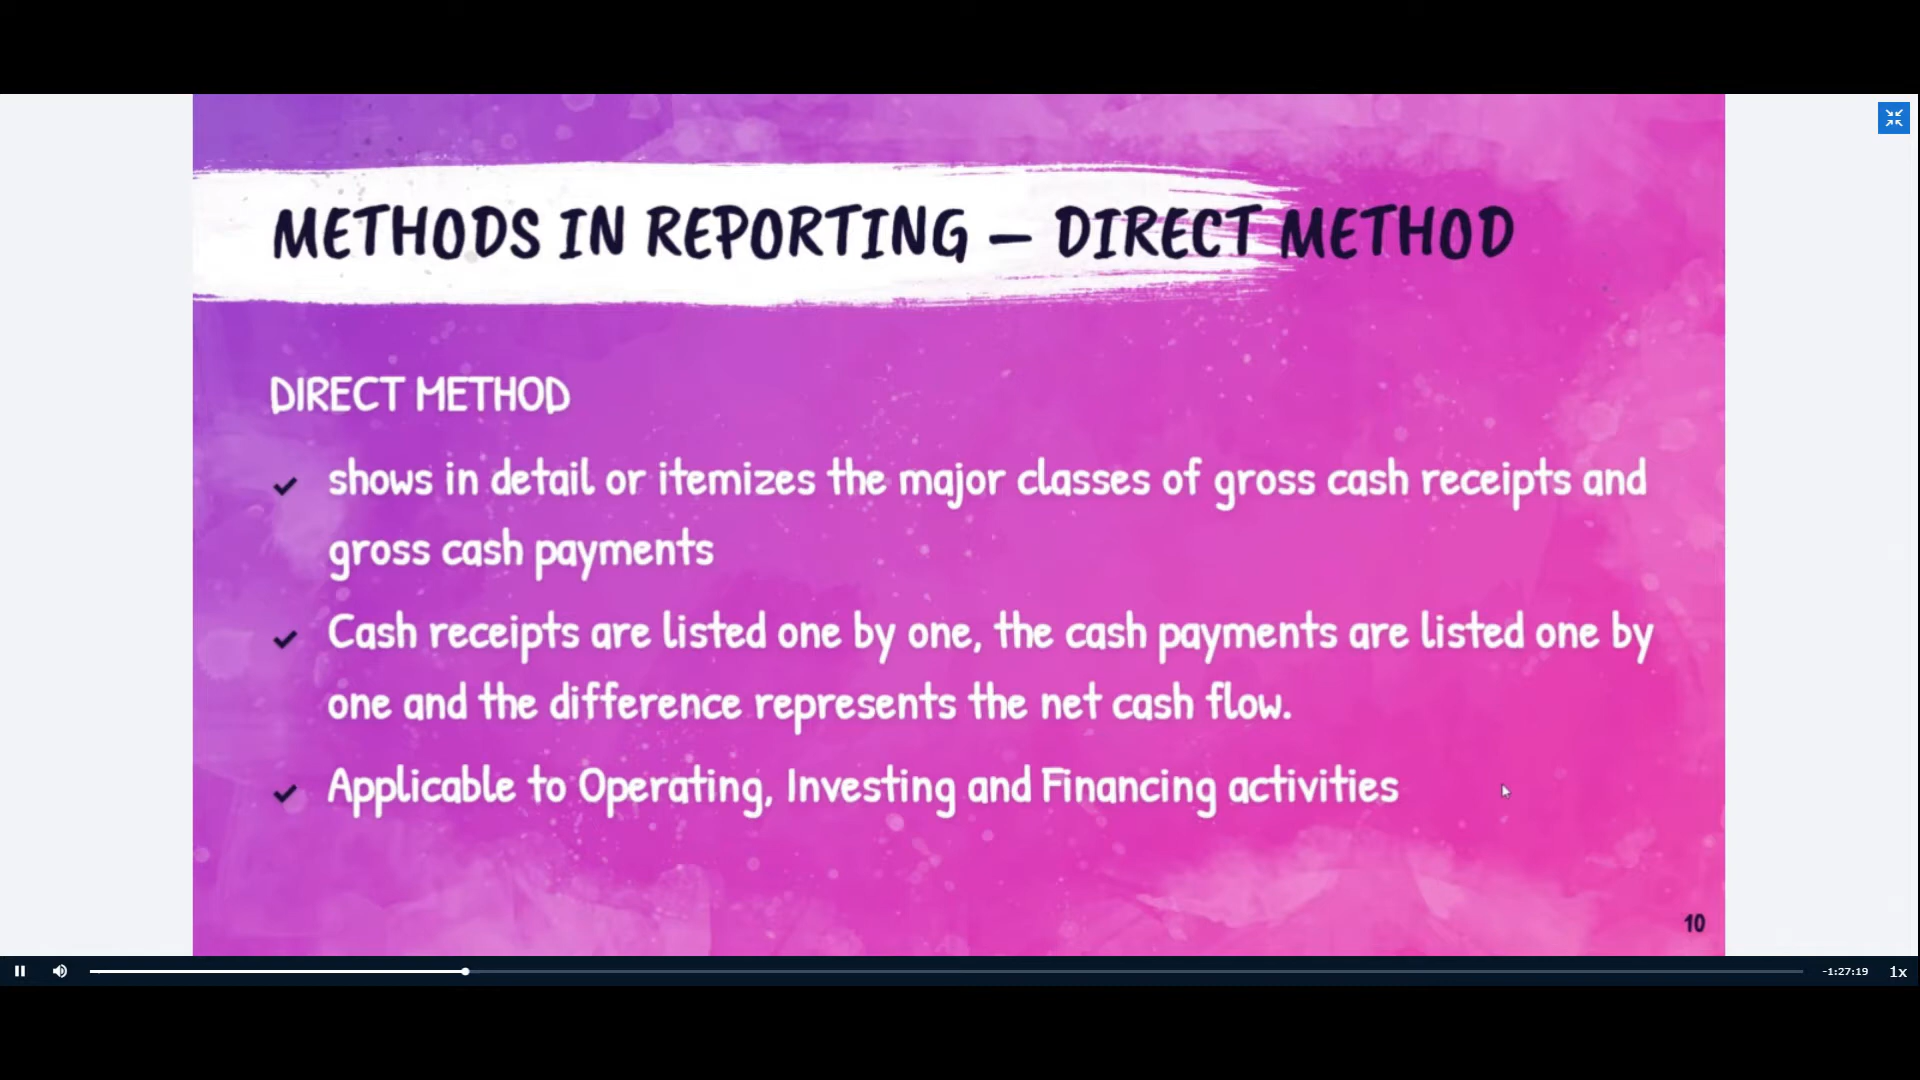 METHODS IN REPORTING – DIRECT METHOD
DIRECT METHOD
shows in detail or itemizes the major classes of gross cash receipts and
gross cash payments
Cash receipts are listed one by one, the cash payments are listed one by
one and the difference represents the net cash flow.
Applicable to Operating, Investing and Financing activities
10
-1:27:19
1x